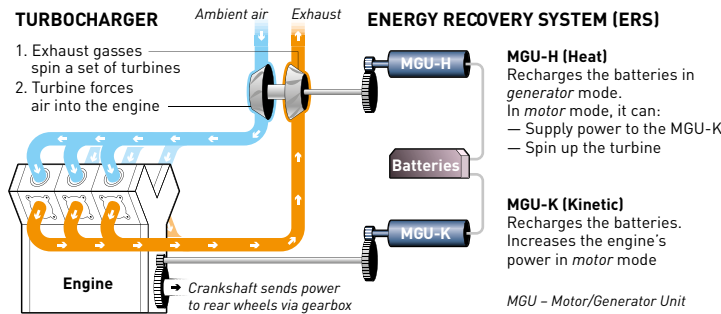 TURBOCHARGER
Ambient air
Exhaust
1. Exhaust gasses
spin a set of turbines
2. Turbine forces
air into the engine
Engine
Crankshaft sends power
to rear wheels via gearbox
ENERGY RECOVERY SYSTEM (ERS)
MGU-H
Batteries
MGU-K
MGU-H (Heat)
Recharges the batteries in
generator mode.
In motor mode, it can:
— Supply power to the MGU-K
— Spin up the turbine
MGU-K (Kinetic)
Recharges the batteries.
Increases the engine’s
power in motor mode
MGU – Motor/Generator Unit